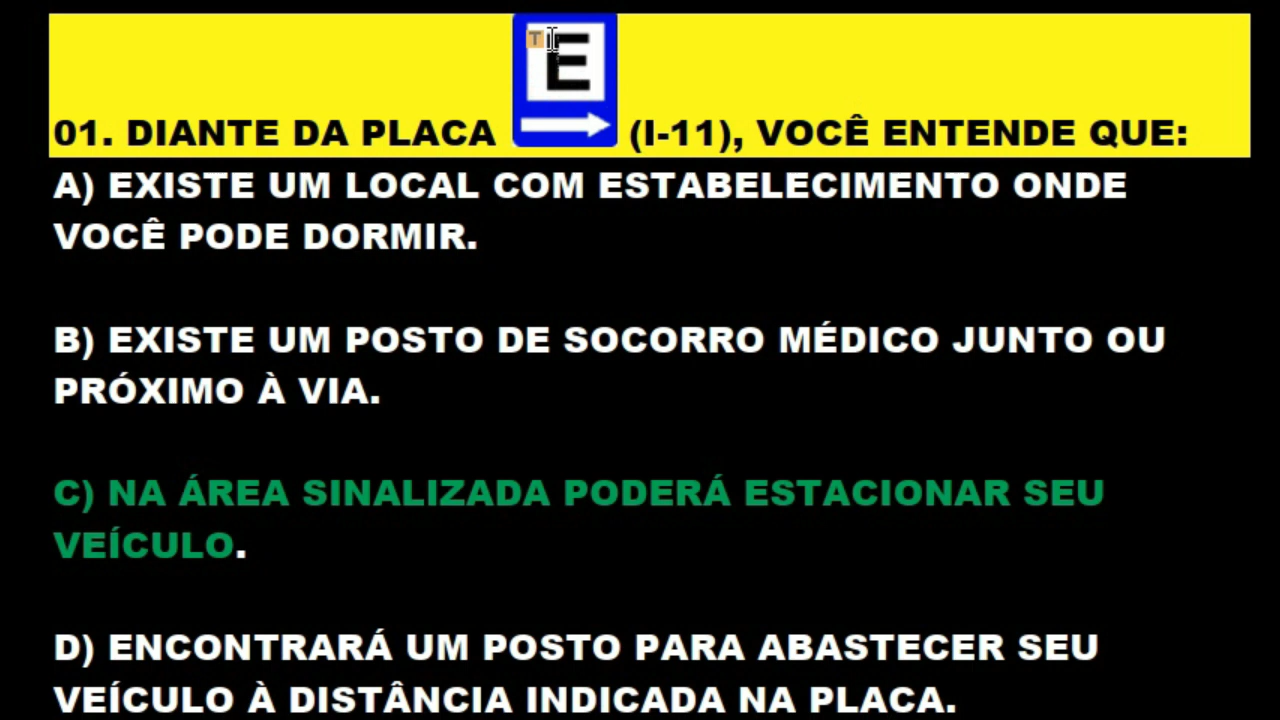 T
E
01. DIANTE DA PLACA (I-11), VOCÊ ENTENDE QUE:
A) EXISTE UM LOCAL COM ESTABELECIMENTO ONDE
VOCÊ PODE DORMIR.
B) EXISTE UM POSTO DE SOCORRO MÉDICO JUNTO OU
PRÓXIMO À VIA.
C) NA ÁREA SINALIZADA PODERÁ ESTACIONAR SEU
VEÍCULO.
D) ENCONTRARÁ UM POSTO PARA ABASTECER SEU
VEÍCULO À DISTÂNCIA INDICADA NA PLACA.